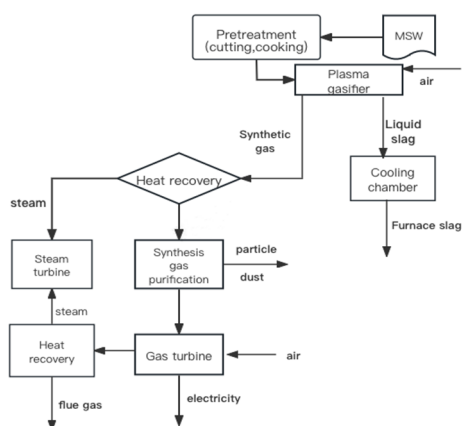 Pretreatment
(cutting,cooking)
MSW
Plasma
gasifier
air
Synthetic
gas
Liquid
slag
Heat recovery
Cooling
chamber
steam
Furnace slag
Steam
turbine
Synthesis
gas
purification
particle
dust
steam
Heat
recovery
Gas turbine
air
flue gas
electricity